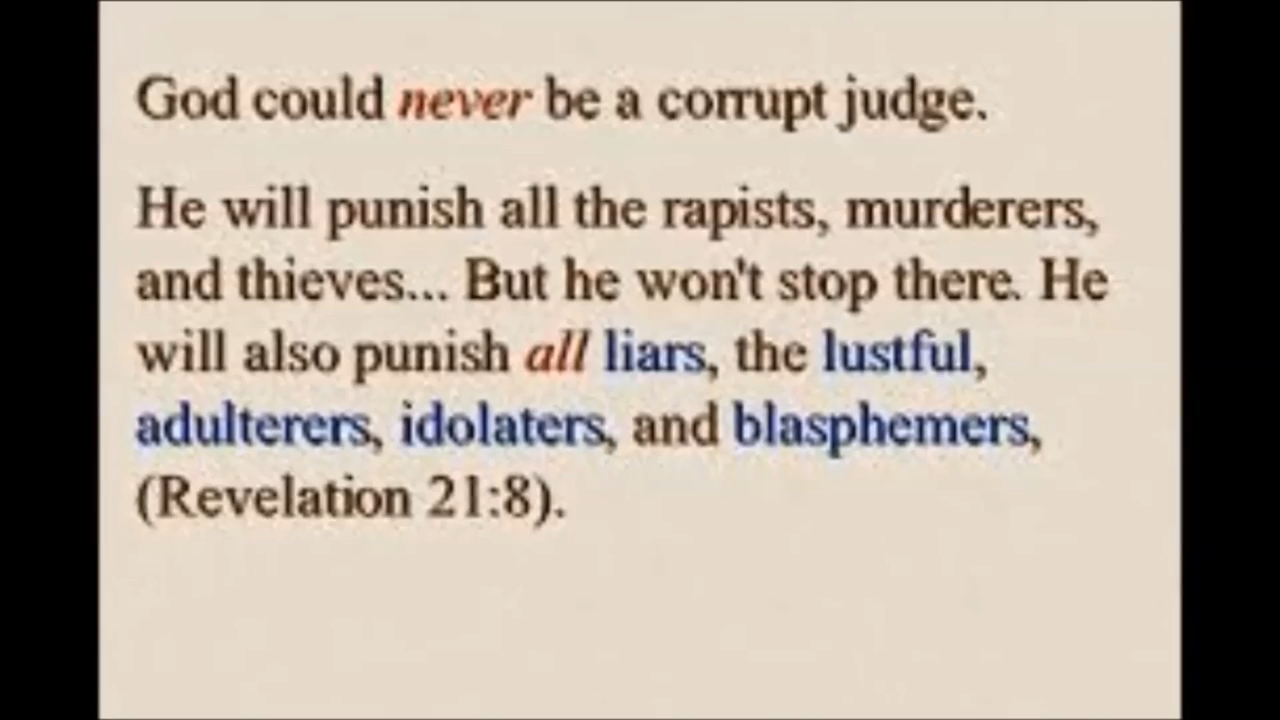 God could never be a corrupt judge.
He will punish all the rapists, murderers,
and thieves... But he won't stop there. He
will also punish all liars, the lustful,
adulterers, idolaters, and blasphemers,
(Revelation 21:8).